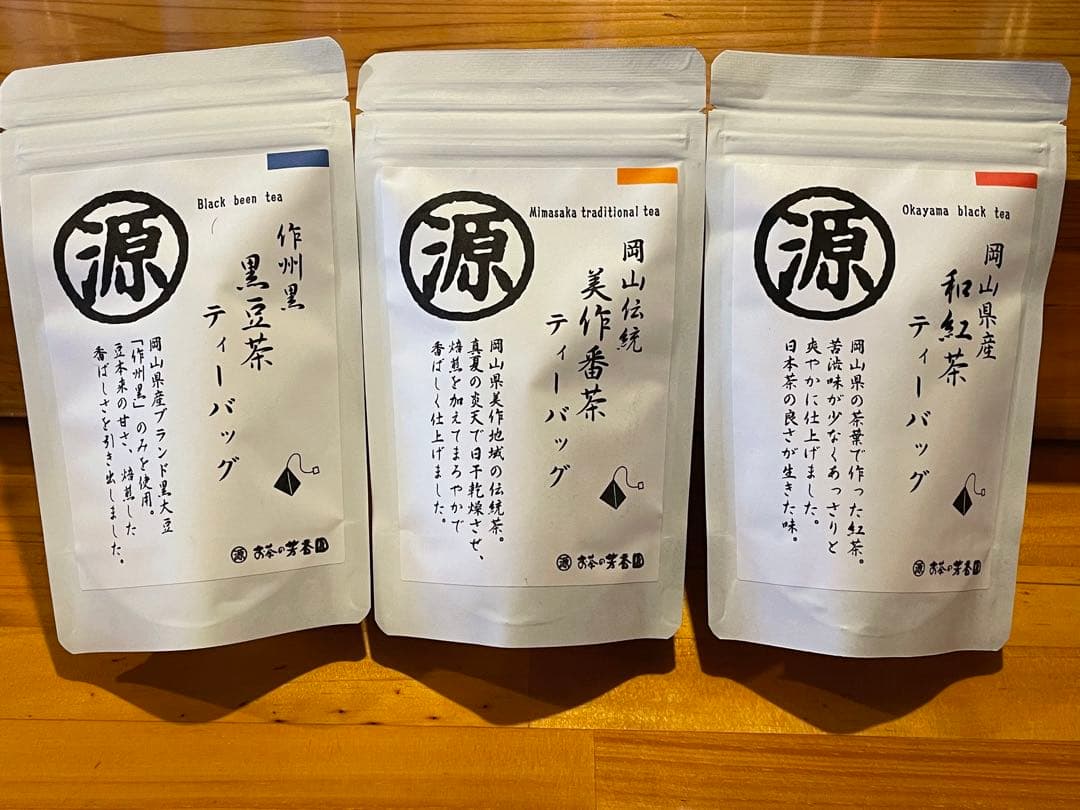 Black been tea
源
作州黒
黒豆茶
ティーバッグ
岡山県産ブランド黒大豆
「作州黒」のみを使用。
豆本来の甘さ、焙煎した
香ばしさを引き出しました。
源 お茶の芳香園
Mimasaka traditional tea
源
岡山伝統
美作番茶
ティーバッグ
岡山県美作地域の伝統茶。
真夏の炎天で日干乾燥させ、
焙煎を加えてまろやかで
香ばしく仕上げました。
源 お茶の芳香園
Okayama black tea
源
岡山県産
和紅茶
ティーバッグ
岡山県の茶葉で作った紅茶。
苦渋味が少なくあっさりと
爽やかに仕上げました。
日本茶の良さが生きた味。
源 お茶の芳香園